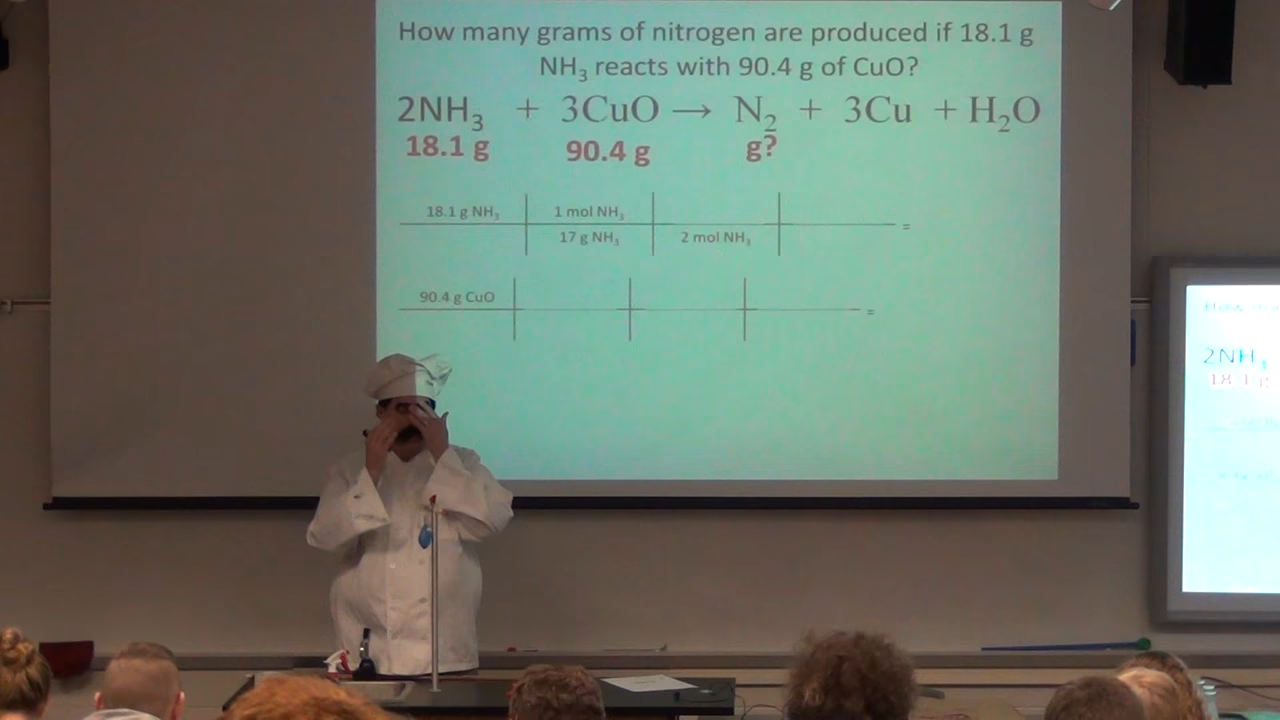 How many grams of nitrogen are produced if 18.1 g
NH₃ reacts with 90.4 g of CuO?
2NH₃ + 3CuO → N₂ + 3Cu + H₂O
18.1 g 90.4 g g?
18.1 g NH₃ 1 mol NH₃
17 g NH₃ 2 mol NH₃ =
90.4 g CuO =
2NH₃